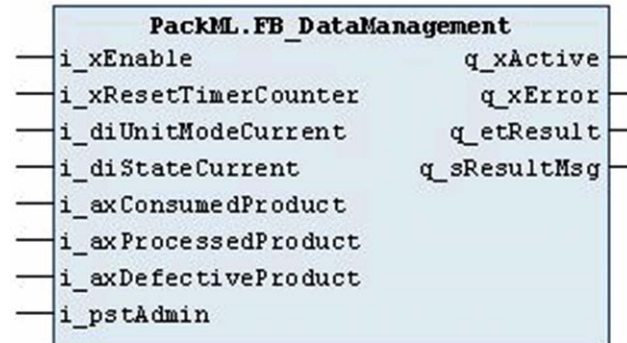 PackML.FB_DataManagement
i_xEnable q_xActive
i_xResetTimerCounter q_xError
i_diUnitModeCurrent q_etResult
i_diStateCurrent q_sResultMsg
i_axConsumedProduct
i_axProcessedProduct
i_axDefectiveProduct
i_pstAdmin